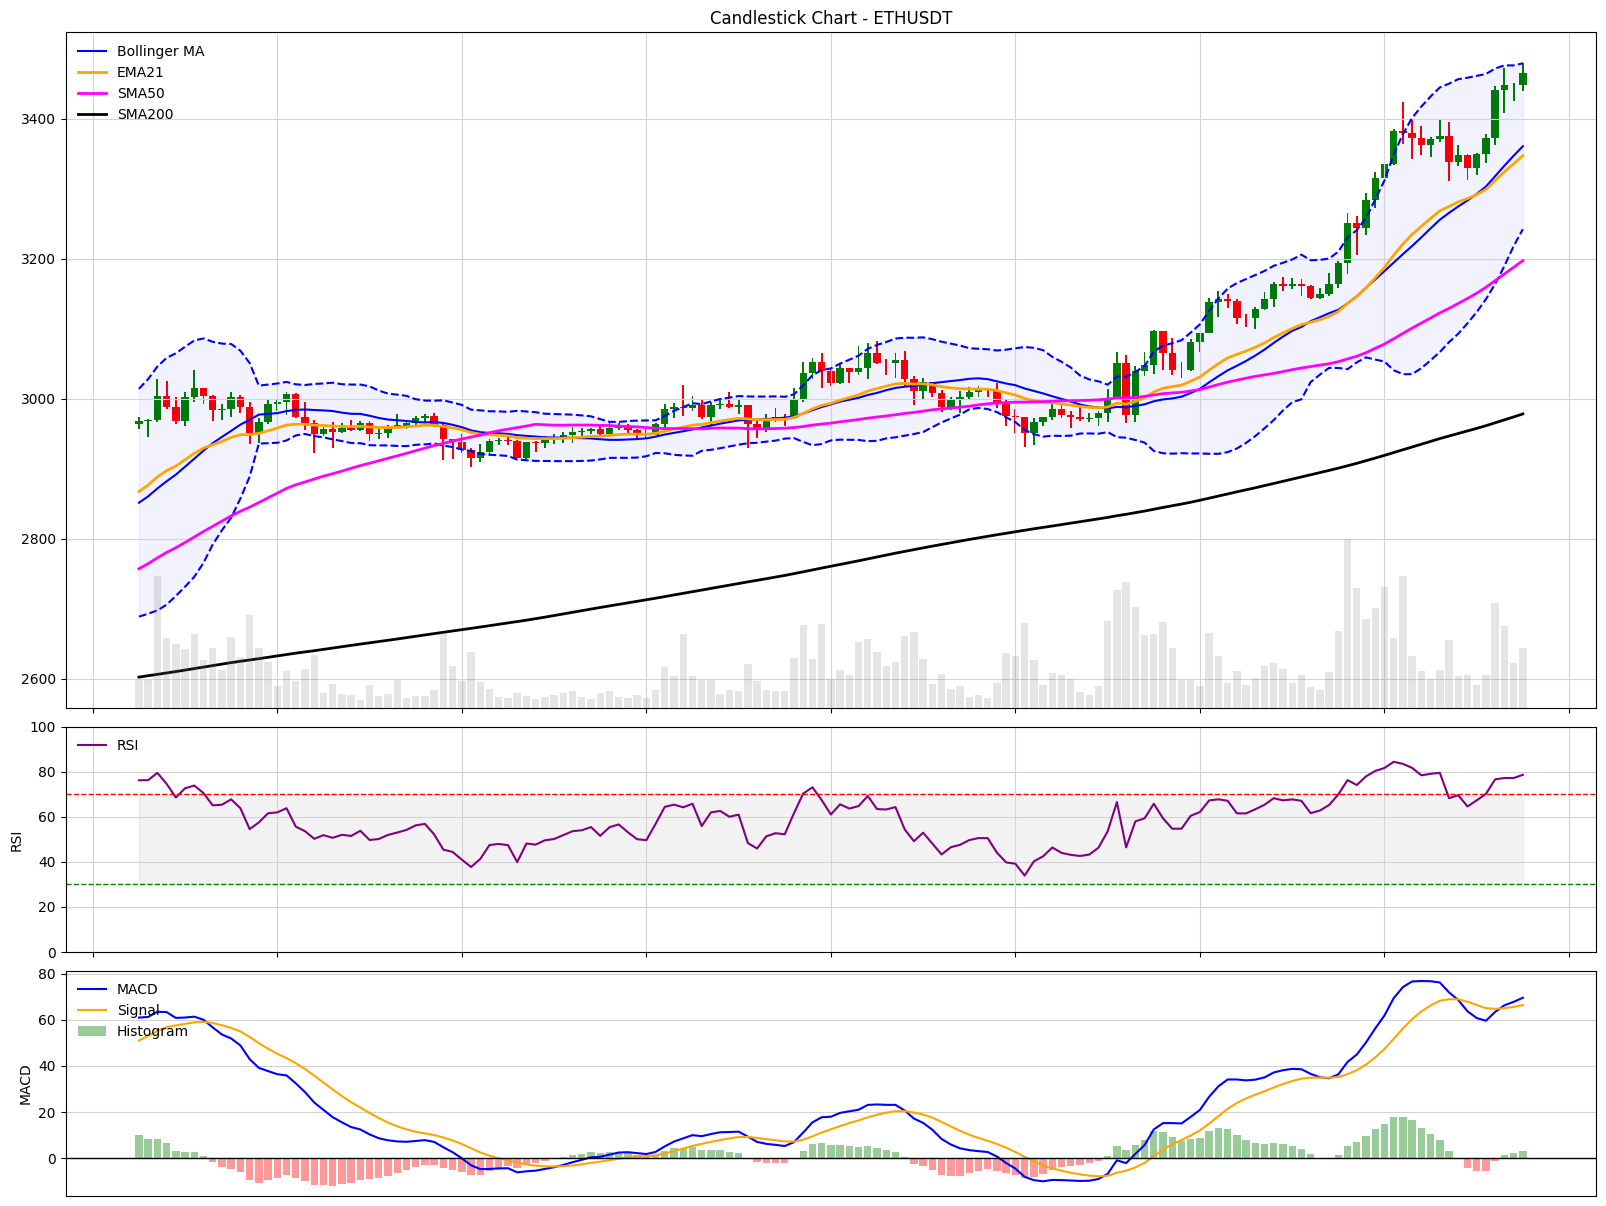 Candlestick Chart - ETHUSDT
Bollinger MA
EMA21
SMA50
SMA200
3400
3200
3000
2800
2600
RSI
100
80
60
40
20
0
RSI
MACD
Signal
Histogram
80
60
40
20
0
MACD